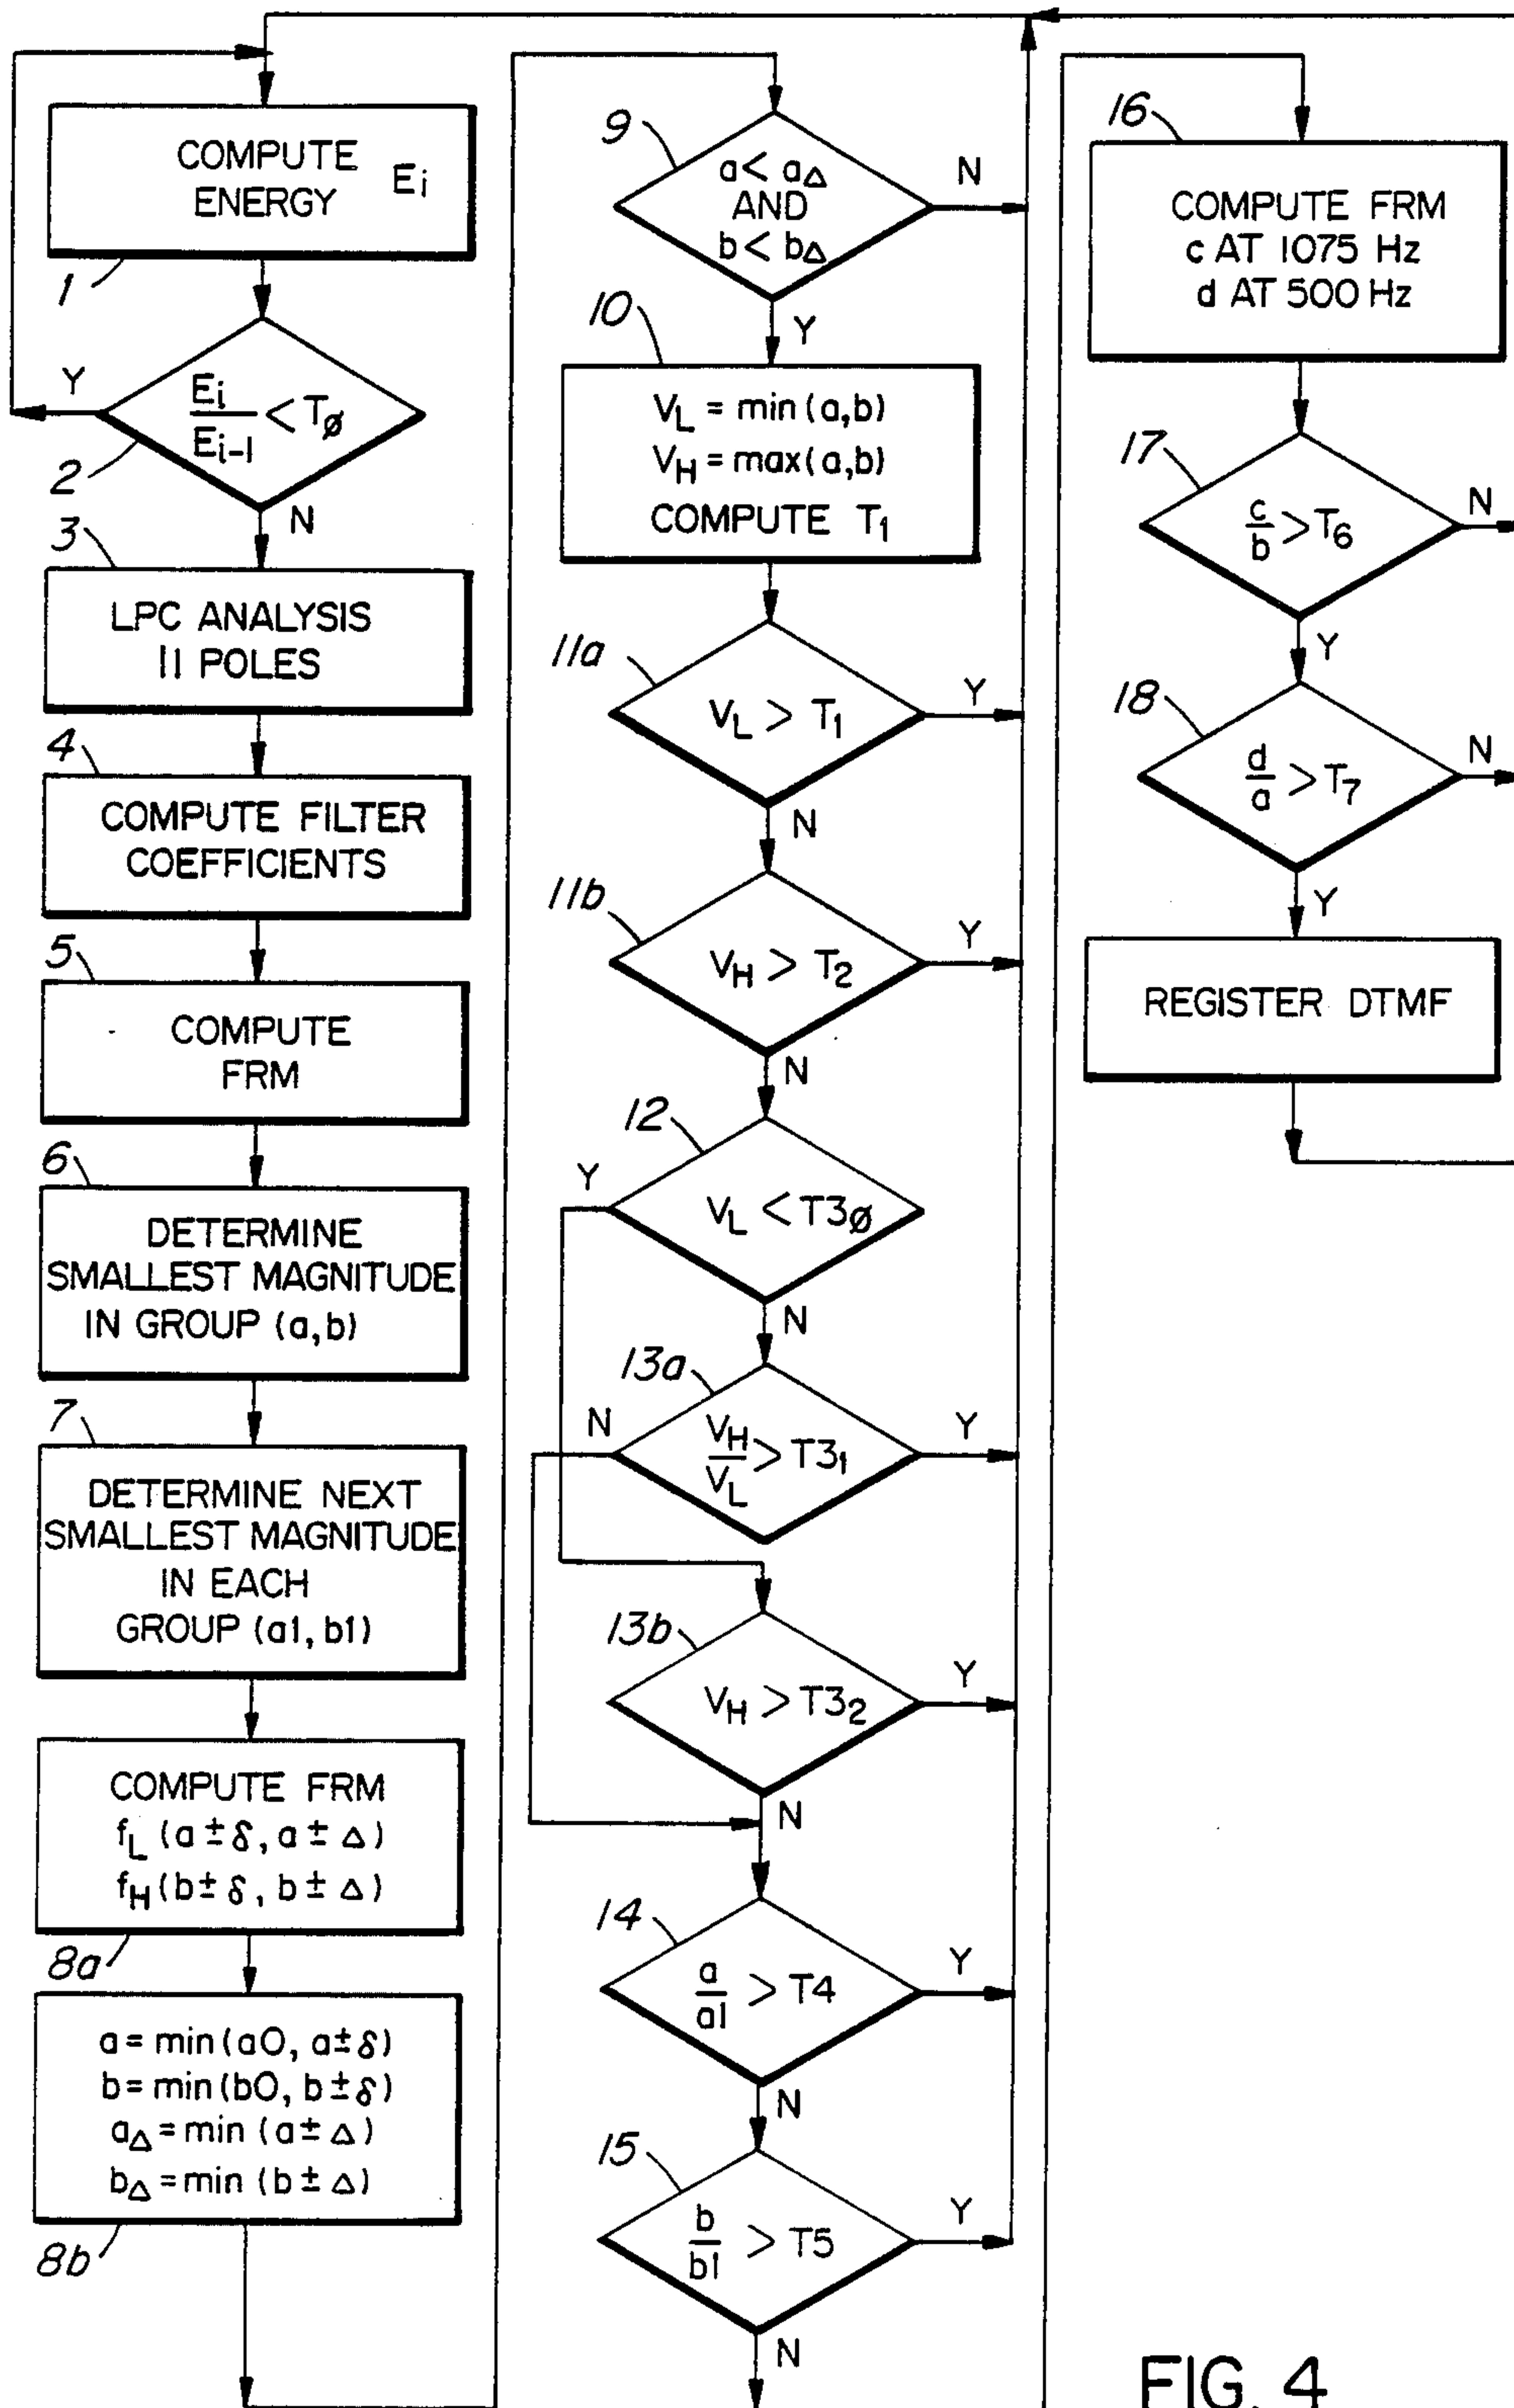 COMPUTE
ENERGY Ei
1
Y
Ei
Ei-1
< TØ
2
N
3
LPC ANALYSIS
11 POLES
4
COMPUTE FILTER
COEFFICIENTS
5
COMPUTE
FRM
6
DETERMINE
SMALLEST MAGNITUDE
IN GROUP (a,b)
7
DETERMINE NEXT
SMALLEST MAGNITUDE
IN EACH
GROUP (a1, b1)
COMPUTE FRM
fL (a ± δ, a ± Δ)
fH (b ± δ, b ± Δ)
8a
a = min (a0, a ± δ)
b = min (b0, b ± δ)
aΔ = min (a ± Δ)
bΔ = min (b ± Δ)
8b
9
a < aΔ
AND
b < bΔ
N
Y
10
VL = min (a,b)
VH = max (a,b)
COMPUTE T1
11a
VL > T1
Y
N
11b
VH > T2
Y
N
12
Y
VL < T3Ø
N
13a
N
VH
VL
> T31
Y
13b
VH > T32
Y
N
14
a
a1
> T4
Y
N
15
b
b1
> T5
Y
N
16
COMPUTE FRM
c AT 1075 Hz
d AT 500 Hz
17
c
b
> T6
N
Y
18
d
a
> T7
N
Y
REGISTER DTMF
FIG. 4